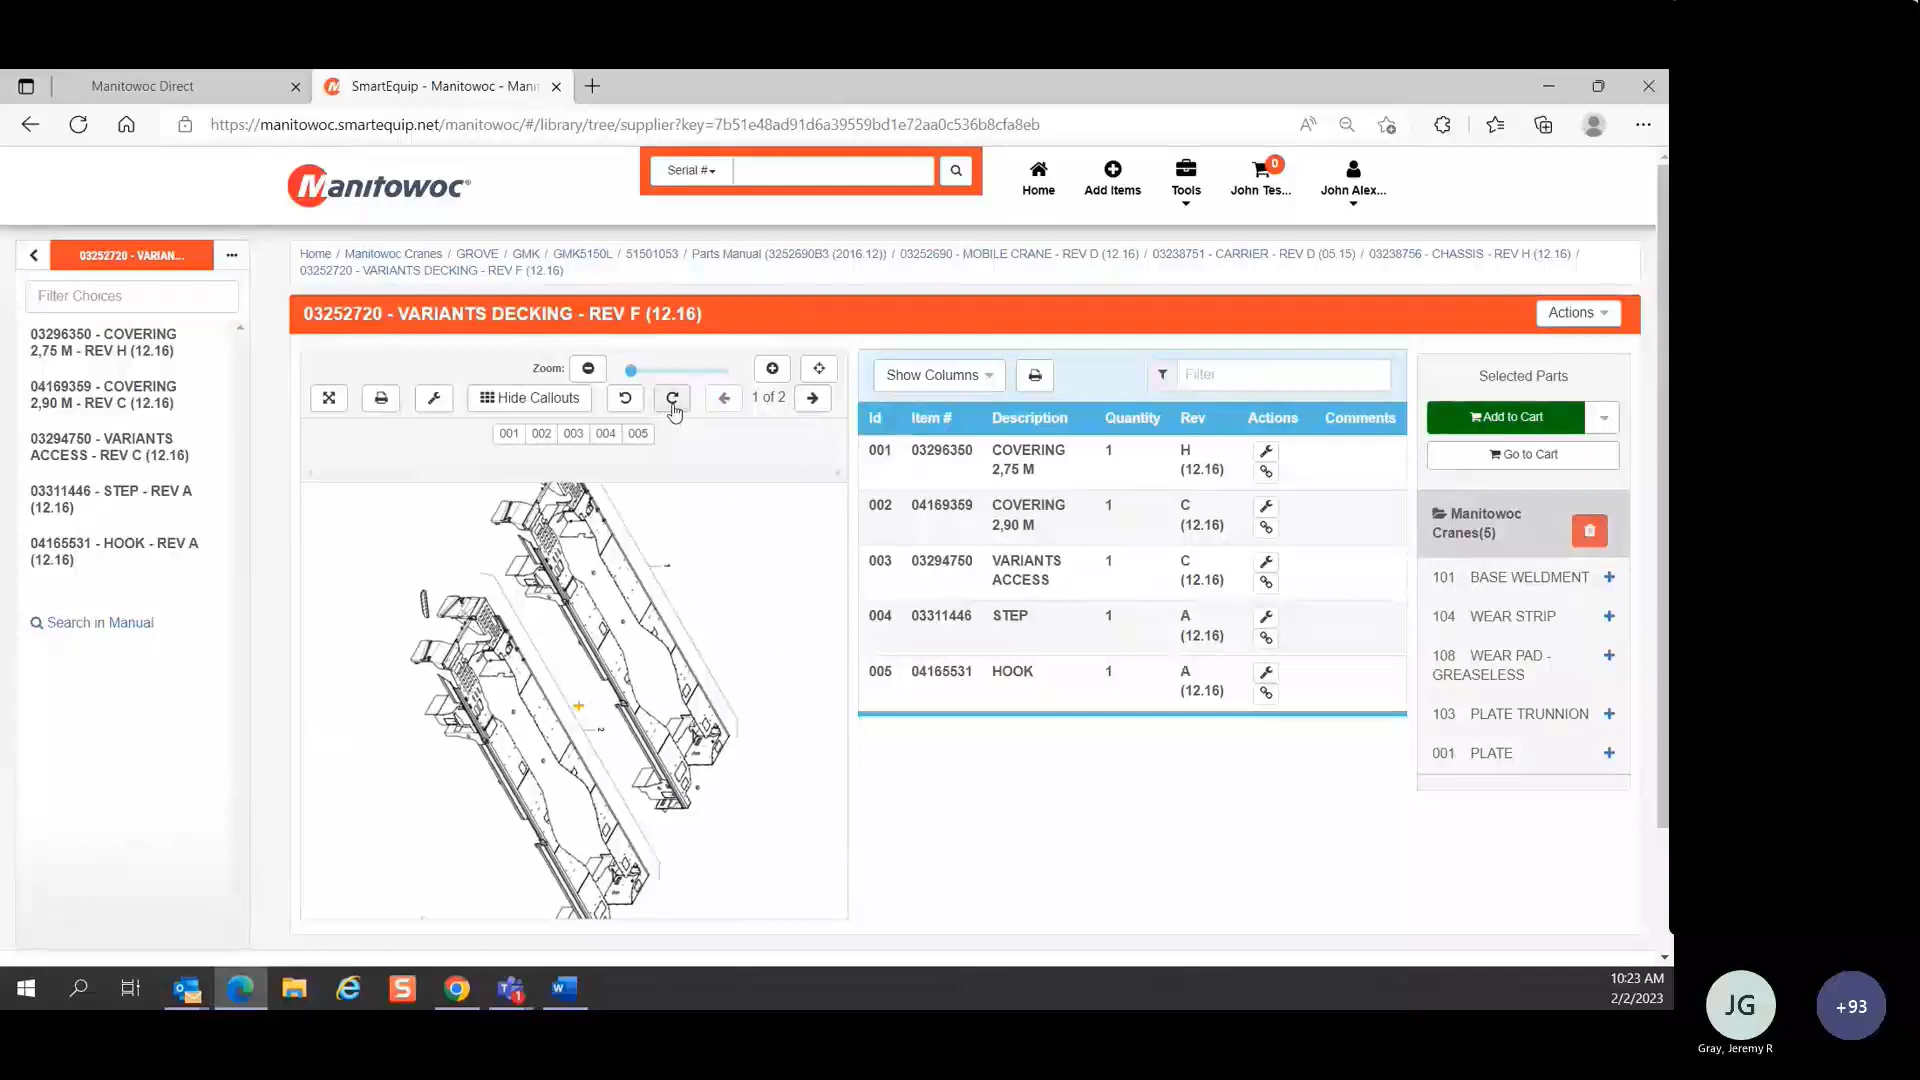 Manitowoc Direct
SmartEquip - Manitowoc - Mani
https://manitowoc.smartequip.net/manitowoc/#/library/tree/supplier?key=7b51e48ad91d6a39559bd1e72aa0c536b8cfa8eb
Manitowoc®
Serial #
Home
Add Items
Tools
0
John Tes...
John Alex...
03252720 - VARIAN...
Filter Choices
03296350 - COVERING
2,75 M - REV H (12.16)
04169359 - COVERING
2,90 M - REV C (12.16)
03294750 - VARIANTS
ACCESS - REV C (12.16)
03311446 - STEP - REV A
(12.16)
04165531 - HOOK - REV A
(12.16)
Search in Manual
Home / Manitowoc Cranes / GROVE / GMK / GMK5150L / 51501053 / Parts Manual (3252690B3 (2016.12)) / 03252690 - MOBILE CRANE - REV D (12.16) / 03238751 - CARRIER - REV D (05.15) / 03238756 - CHASSIS - REV H (12.16) /
03252720 - VARIANTS DECKING - REV F (12.16)
03252720 - VARIANTS DECKING - REV F (12.16)
Actions
Zoom:
Hide Callouts
1 of 2
001 002 003 004 005
1
2
Show Columns
Filter
Id Item # Description Quantity Rev Actions Comments
001 03296350 COVERING 1 H
2,75 M (12.16)
002 04169359 COVERING 1 C
2,90 M (12.16)
003 03294750 VARIANTS 1 C
ACCESS (12.16)
004 03311446 STEP 1 A
(12.16)
005 04165531 HOOK 1 A
(12.16)
Selected Parts
Add to Cart
Go to Cart
Manitowoc
Cranes(5)
101 BASE WELDMENT
104 WEAR STRIP
108 WEAR PAD -
GREASELESS
103 PLATE TRUNNION
001 PLATE
10:23 AM
2/2/2023
JG
Gray, Jeremy R
+93